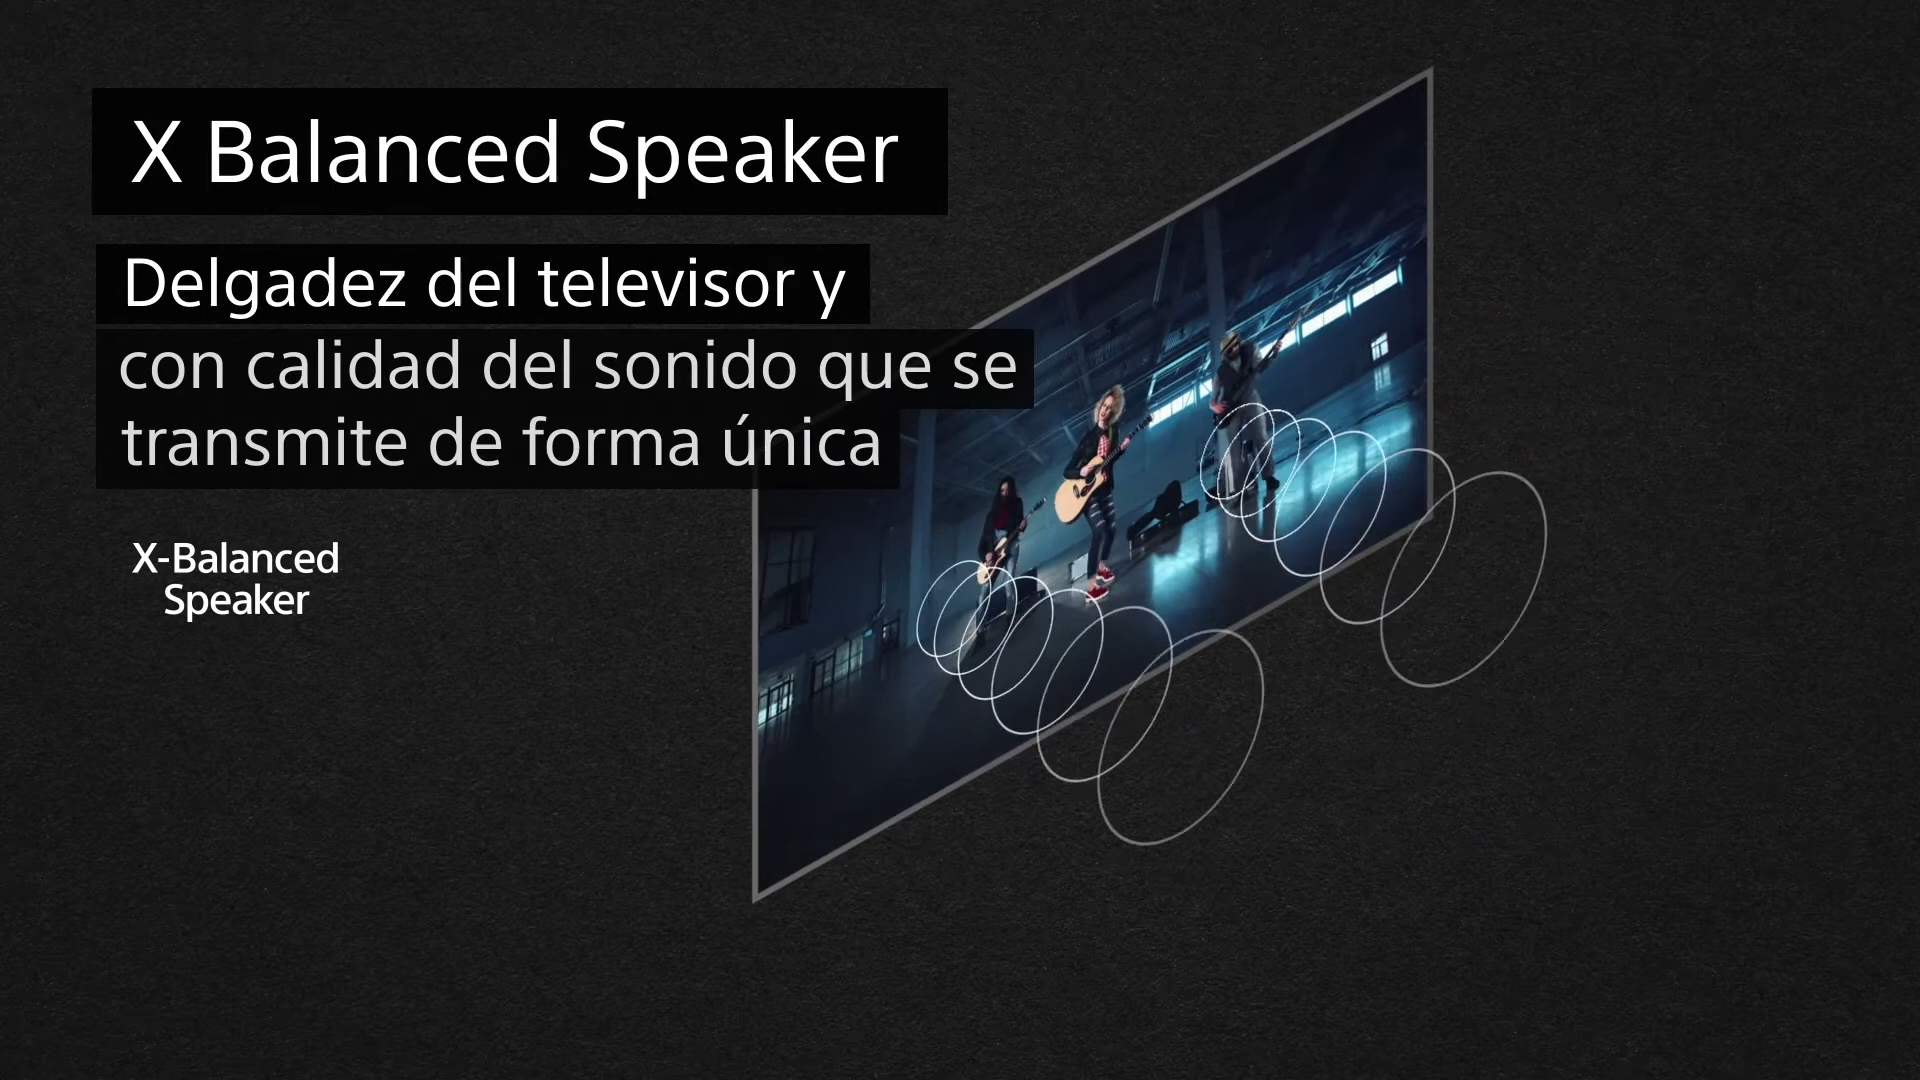 X Balanced Speaker
Delgadez del televisor y
con calidad del sonido que se
transmite de forma única
X-Balanced
Speaker